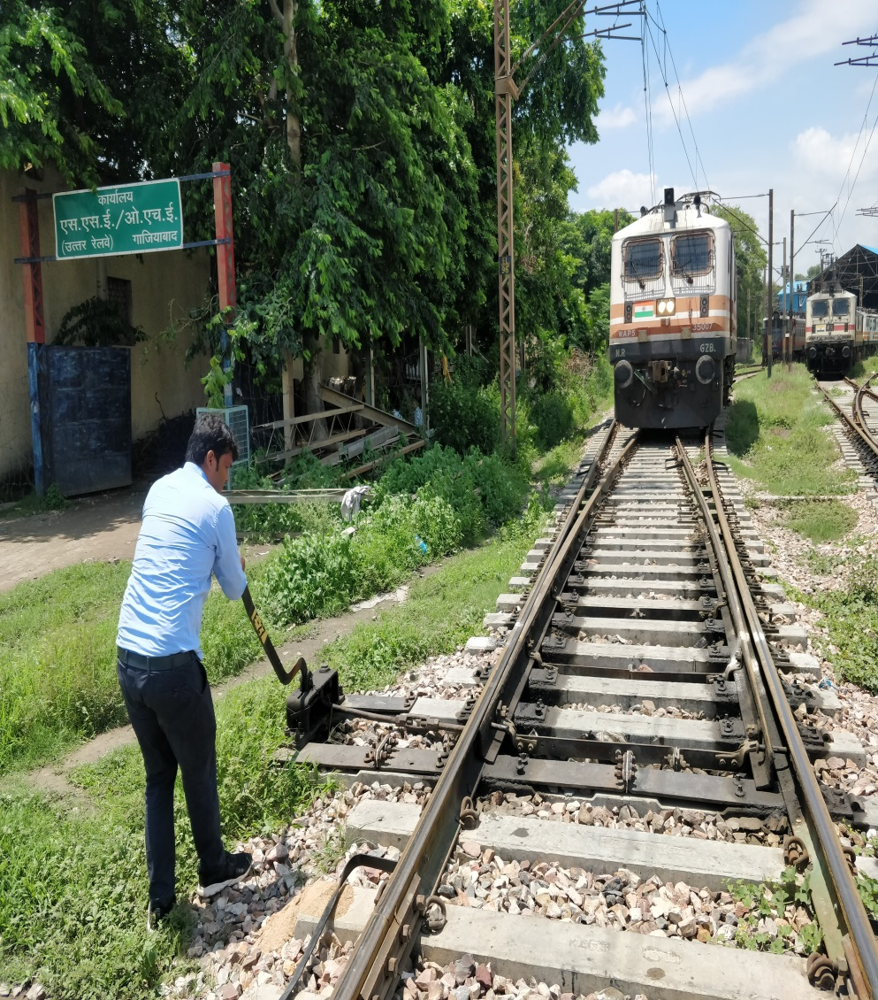 कार्यालय
एस.एस.ई./ओ.एच.ई.
(उत्तर रेलवे) गाजियाबाद
WAP5 35007
N.R GZB.